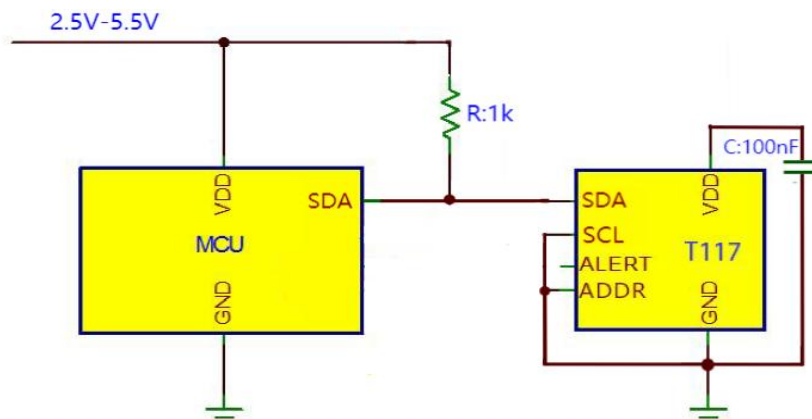 2.5V-5.5V
R:1k
C:100nF
VDD
SDA
MCU
GND
SDA
SCL
ALERT
ADDR
VDD
T117
GND